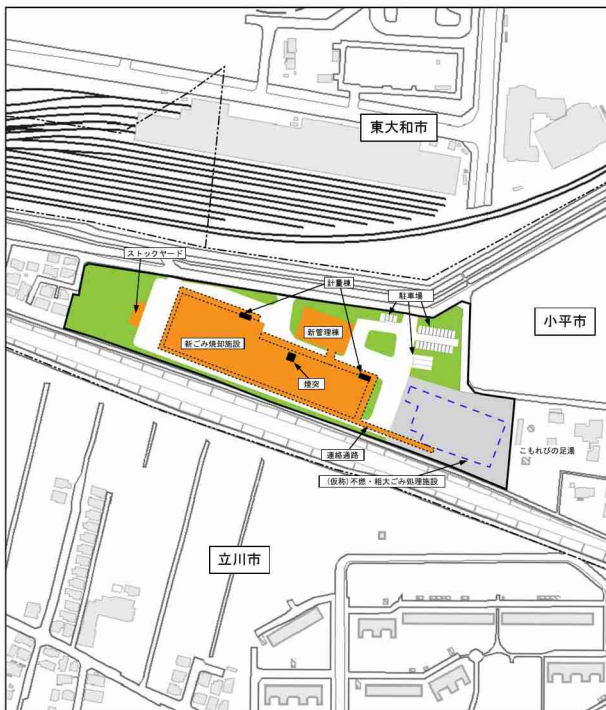 東大和市
ストックヤード
計量棟
駐車場
小平市
新ごみ焼却施設
新管理棟
煙突
こもれびの足湯
連絡通路
(仮称)不燃・粗大ごみ処理施設
立川市